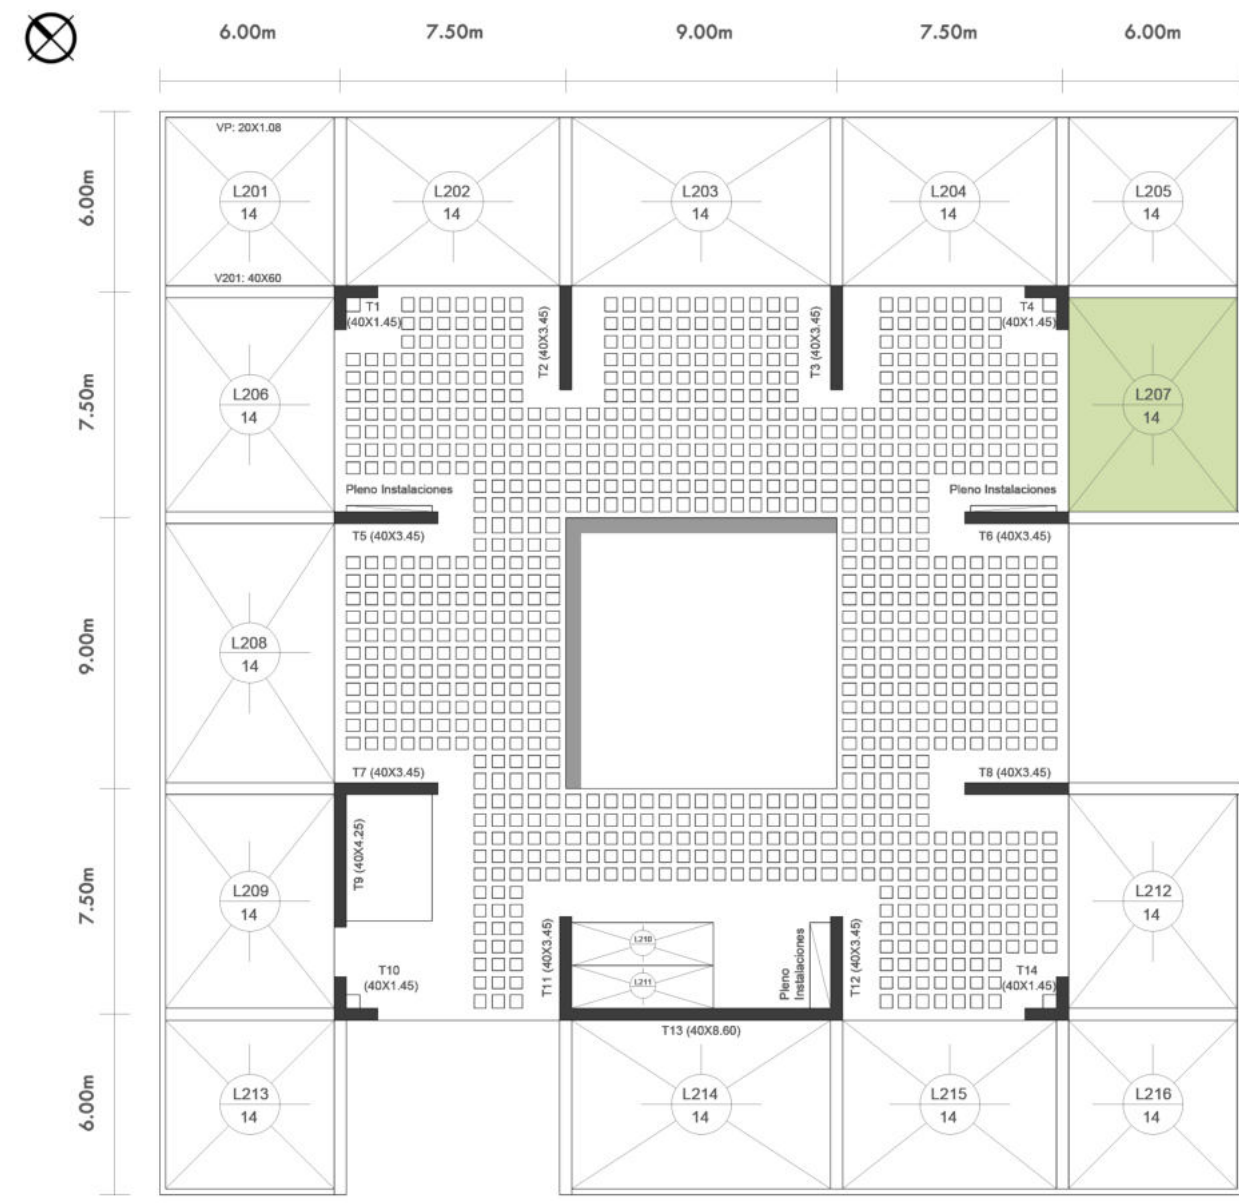 6.00m
7.50m
9.00m
7.50m
6.00m
6.00m
7.50m
9.00m
7.50m
6.00m
VP: 20X1.08
L201
14
L202
14
L203
14
L204
14
L205
14
V201: 40X60
T1
(40X1.45)
T2 (40X3.45)
T3 (40X3.45)
T4
(40X1.45)
L206
14
L207
14
Pleno Instalaciones
Pleno Instalaciones
T5 (40X3.45)
T6 (40X3.45)
L208
14
T7 (40X3.45)
T8 (40X3.45)
T9 (40X4.25)
L209
14
L212
14
L210
L211
T10
(40X1.45)
T11 (40X3.45)
Pleno
Instalaciones
T12 (40X3.45)
T14
(40X1.45)
T13 (40X8.60)
L213
14
L214
14
L215
14
L216
14